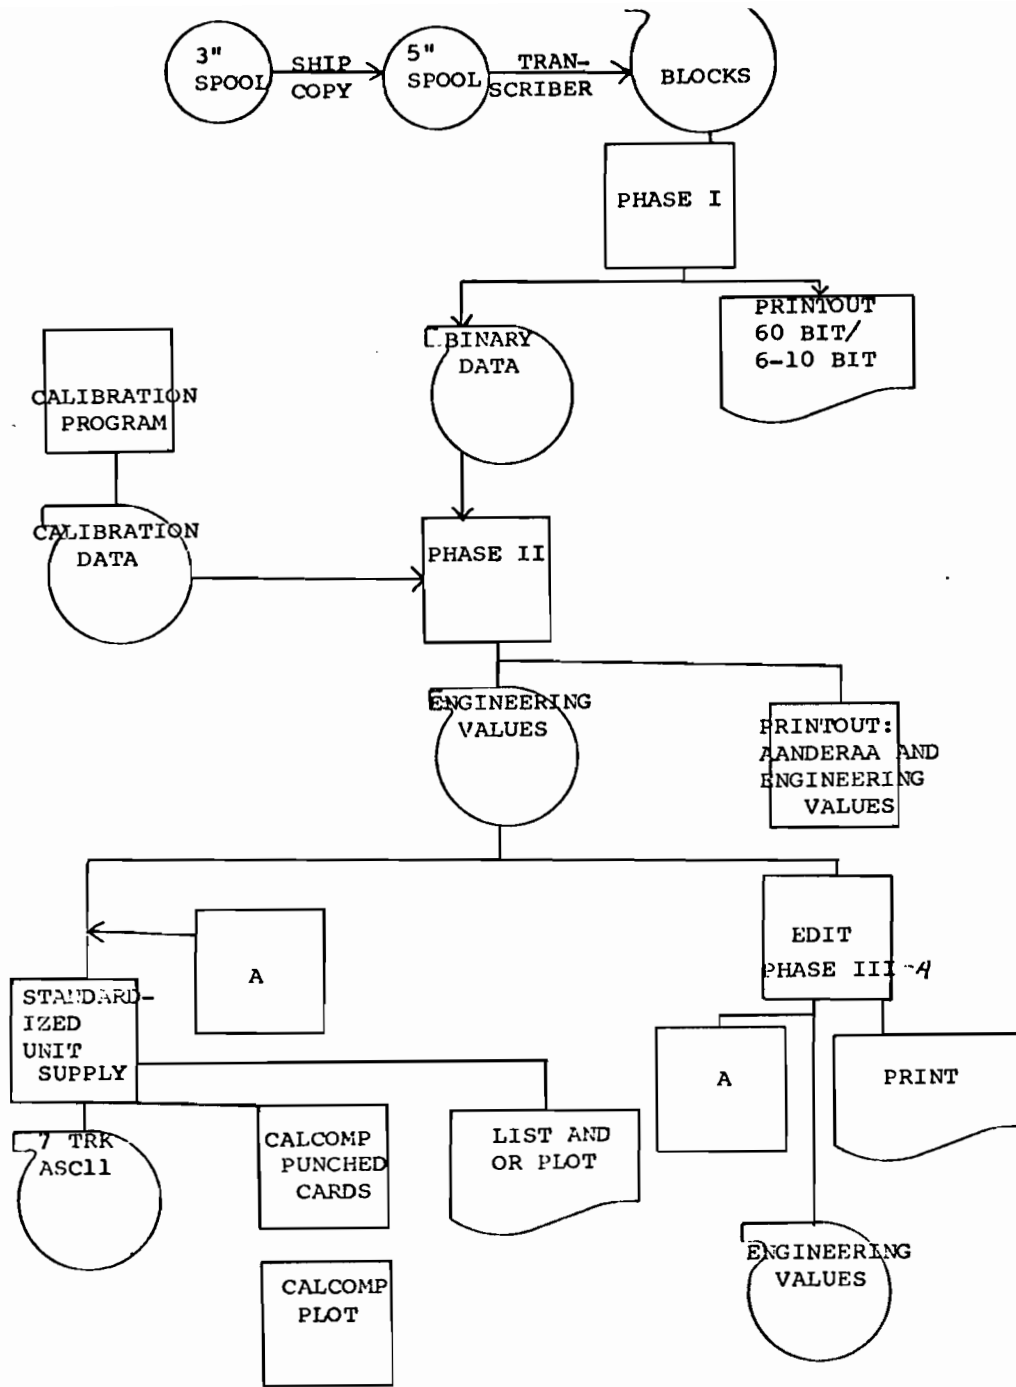 3"
SPOOL
SHIP
COPY
5"
SPOOL
TRAN-
SCRIBER
BLOCKS
PHASE I
BINARY
DATA
PRINTOUT
60 BIT/
6-10 BIT
CALIBRATION
PROGRAM
CALIBRATION
DATA
PHASE II
ENGINEERING
VALUES
PRINTOUT:
AANDERAA AND
ENGINEERING
VALUES
A
EDIT
PHASE III-A
STANDARD-
IZED
UNIT
SUPPLY
A
PRINT
7 TRK
ASC11
CALCOMP
PUNCHED
CARDS
LIST AND
OR PLOT
CALCOMP
PLOT
ENGINEERING
VALUES